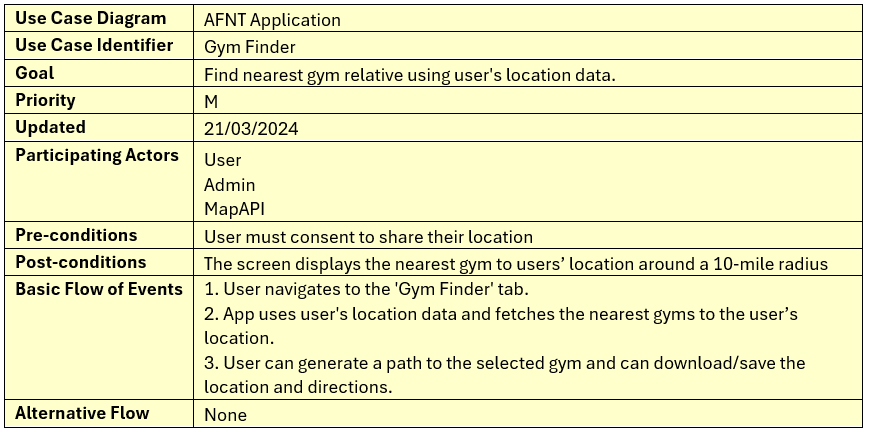 Use Case Diagram AFNT Application
Use Case Identifier Gym Finder
Goal Find nearest gym relative using user's location data.
Priority M
Updated 21/03/2024
Participating Actors User
Admin
MapAPI
Pre-conditions User must consent to share their location
Post-conditions The screen displays the nearest gym to users’ location around a 10-mile radius
Basic Flow of Events 1. User navigates to the 'Gym Finder' tab.
2. App uses user's location data and fetches the nearest gyms to the user’s
location.
3. User can generate a path to the selected gym and can download/save the
location and directions.
Alternative Flow None